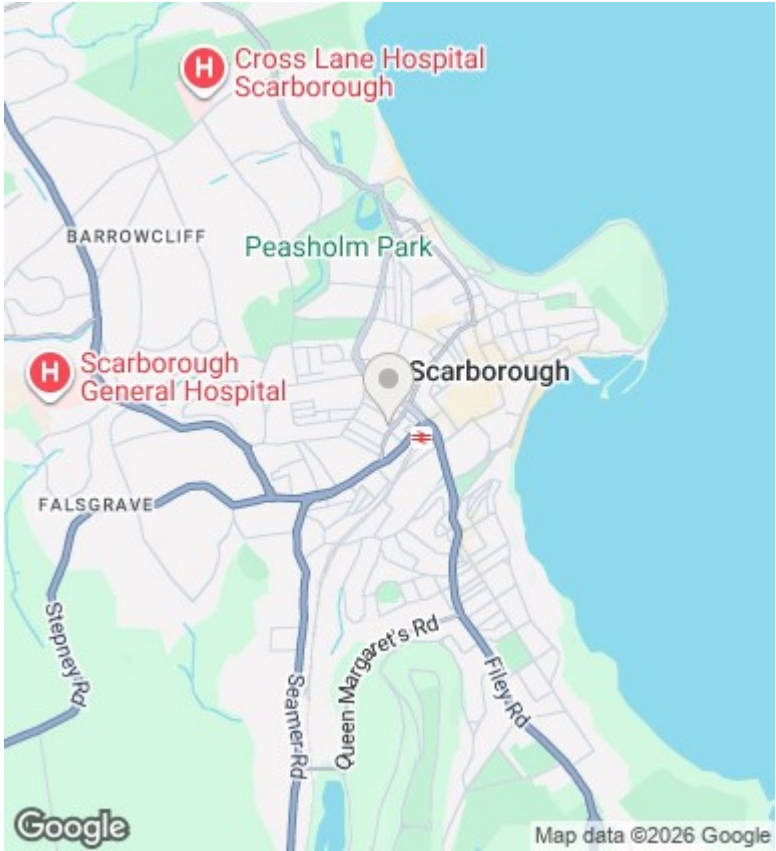 H
Cross Lane Hospital
Scarborough
BARROWCLIFF
Peasholm Park
H
Scarborough
General Hospital
Scarborough
FALSGRAVE
Stepney Rd
Seamer Rd
Queen Margaret's Rd
Filey Rd
Google
Map data ©2026 Google